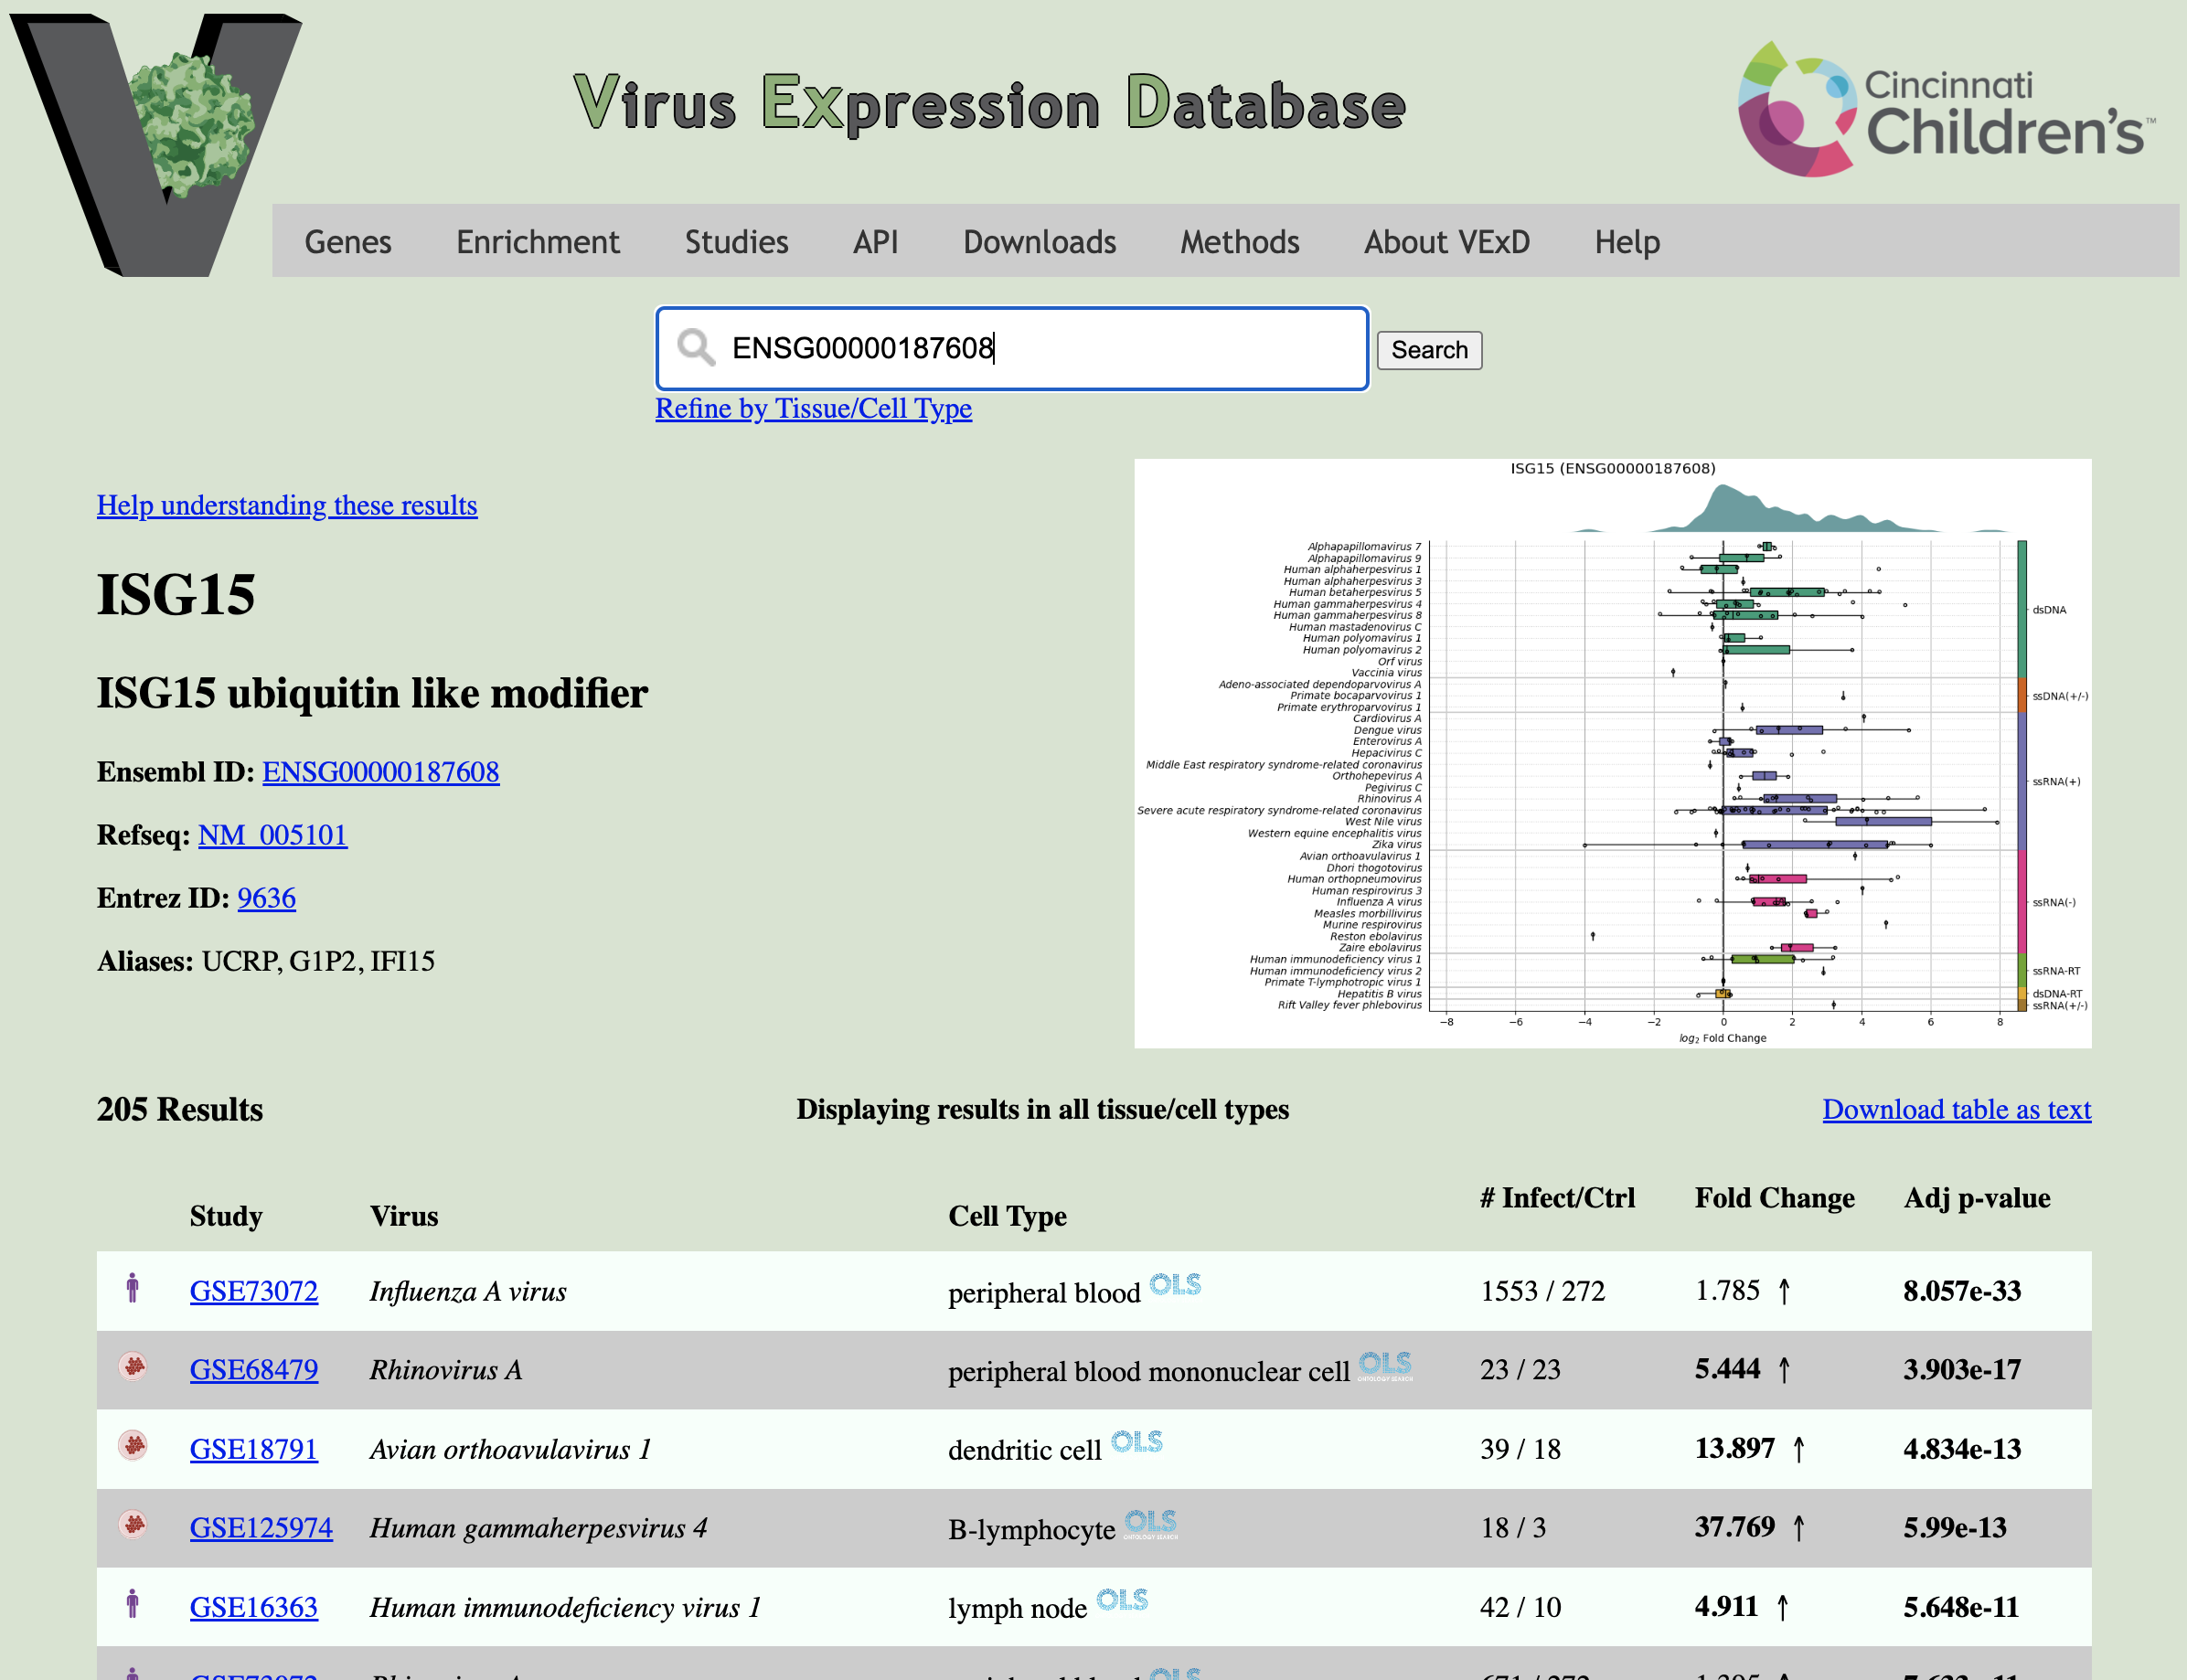 Virus Expression Database
Cincinnati
Children's™
Genes Enrichment Studies API Downloads Methods About VExD Help
ENSG00000187608
Search
Refine by Tissue/Cell Type
Help understanding these results
ISG15
ISG15 ubiquitin like modifier
Ensembl ID: ENSG00000187608
Refseq: NM_005101
Entrez ID: 9636
Aliases: UCRP, G1P2, IFI15
ISG15 (ENSG00000187608)
Alphapapillomavirus 7
Alphapapillomavirus 9
Human alphaherpesvirus 1
Human alphaherpesvirus 3
Human betaherpesvirus 5
Human gammaherpesvirus 4
Human gammaherpesvirus 8
Human mastadenovirus C
Human polyomavirus 1
Human polyomavirus 2
Orf virus
Vaccinia virus
Adeno-associated dependoparvovirus A
Primate bocaparvovirus 1
Primate erythroparvovirus 1
Cardiovirus A
Dengue virus
Enterovirus A
Hepacivirus C
Middle East respiratory syndrome-related coronavirus
Orthohepevirus A
Pegivirus C
Rhinovirus A
Severe acute respiratory syndrome-related coronavirus
West Nile virus
Western equine encephalitis virus
Zika virus
Avian orthoavulavirus 1
Dhori thogotovirus
Human orthopneumovirus
Human respirovirus 3
Influenza A virus
Measles morbillivirus
Murine respirovirus
Reston ebolavirus
Zaire ebolavirus
Human immunodeficiency virus 1
Human immunodeficiency virus 2
Primate T-lymphotropic virus 1
Hepatitis B virus
Rift Valley fever phlebovirus
dsDNA
ssDNA(+/-)
ssRNA(+)
ssRNA(-)
ssRNA-RT
dsDNA-RT
ssRNA(+/-)
−8 −6 −4 −2 0 2 4 6 8
log2 Fold Change
205 Results Displaying results in all tissue/cell types Download table as text
Study Virus Cell Type # Infect/Ctrl Fold Change Adj p-value
GSE73072 Influenza A virus peripheral blood OLS 1553 / 272 1.785 ↑ 8.057e-33
GSE68479 Rhinovirus A peripheral blood mononuclear cell OLS ONTOLOGY SEARCH 23 / 23 5.444 ↑ 3.903e-17
GSE18791 Avian orthoavulavirus 1 dendritic cell OLS 39 / 18 13.897 ↑ 4.834e-13
GSE125974 Human gammaherpesvirus 4 B-lymphocyte OLS ONTOLOGY SEARCH 18 / 3 37.769 ↑ 5.99e-13
GSE16363 Human immunodeficiency virus 1 lymph node OLS 42 / 10 4.911 ↑ 5.648e-11